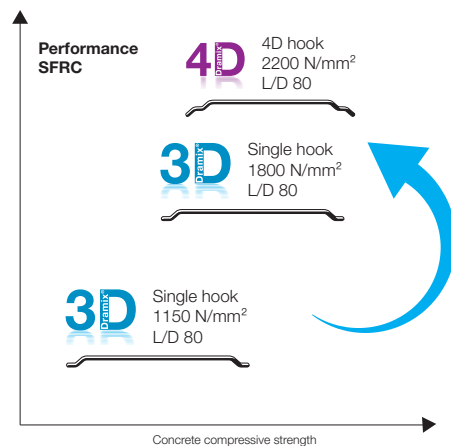 Performance
SFRC
4D
Dramix®
4D hook
2200 N/mm²
L/D 80
3D
Dramix®
Single hook
1800 N/mm²
L/D 80
3D
Dramix®
Single hook
1150 N/mm²
L/D 80
Concrete compressive strength